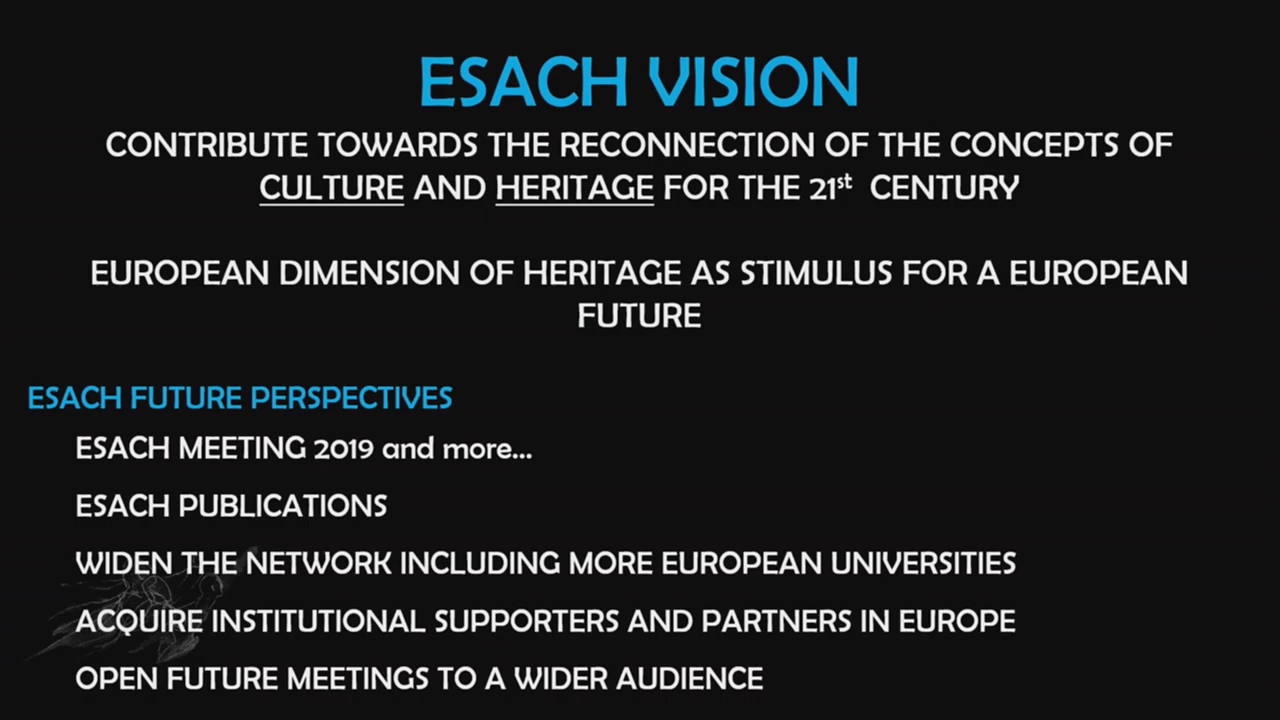 ESACH VISION
CONTRIBUTE TOWARDS THE RECONNECTION OF THE CONCEPTS OF
CULTURE AND HERITAGE FOR THE 21st CENTURY
EUROPEAN DIMENSION OF HERITAGE AS STIMULUS FOR A EUROPEAN
FUTURE
ESACH FUTURE PERSPECTIVES
ESACH MEETING 2019 and more...
ESACH PUBLICATIONS
WIDEN THE NETWORK INCLUDING MORE EUROPEAN UNIVERSITIES
ACQUIRE INSTITUTIONAL SUPPORTERS AND PARTNERS IN EUROPE
OPEN FUTURE MEETINGS TO A WIDER AUDIENCE